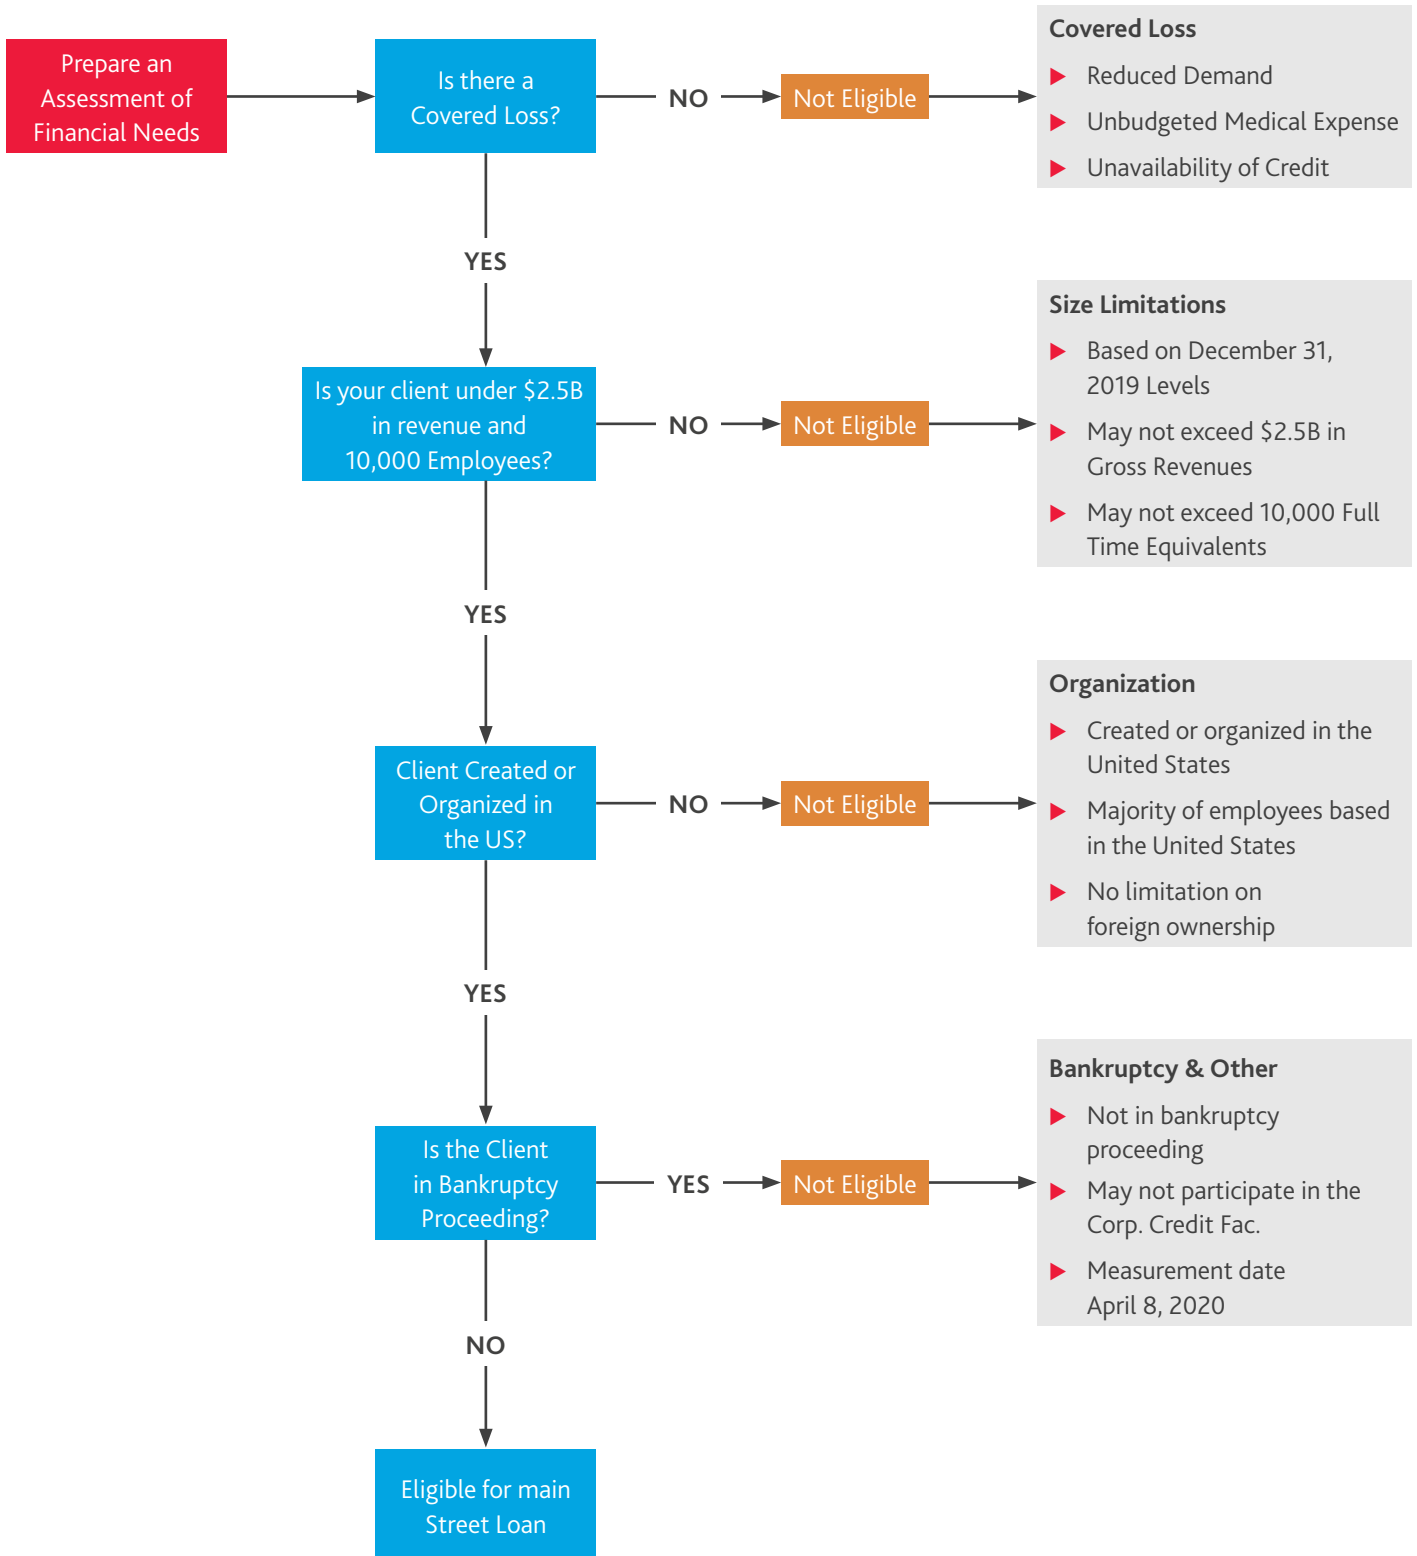 Prepare an
Assessment of
Financial Needs
Is there a
Covered Loss?
NO
Not Eligible
Covered Loss
Reduced Demand
Unbudgeted Medical Expense
Unavailability of Credit
YES
Is your client under $2.5B
in revenue and
10,000 Employees?
NO
Not Eligible
Size Limitations
Based on December 31,
2019 Levels
May not exceed $2.5B in
Gross Revenues
May not exceed 10,000 Full
Time Equivalents
YES
Client Created or
Organized in
the US?
NO
Not Eligible
Organization
Created or organized in the
United States
Majority of employees based
in the United States
No limitation on
foreign ownership
YES
Is the Client
in Bankruptcy
Proceeding?
YES
Not Eligible
Bankruptcy & Other
Not in bankruptcy
proceeding
May not participate in the
Corp. Credit Fac.
Measurement date
April 8, 2020
NO
Eligible for main
Street Loan